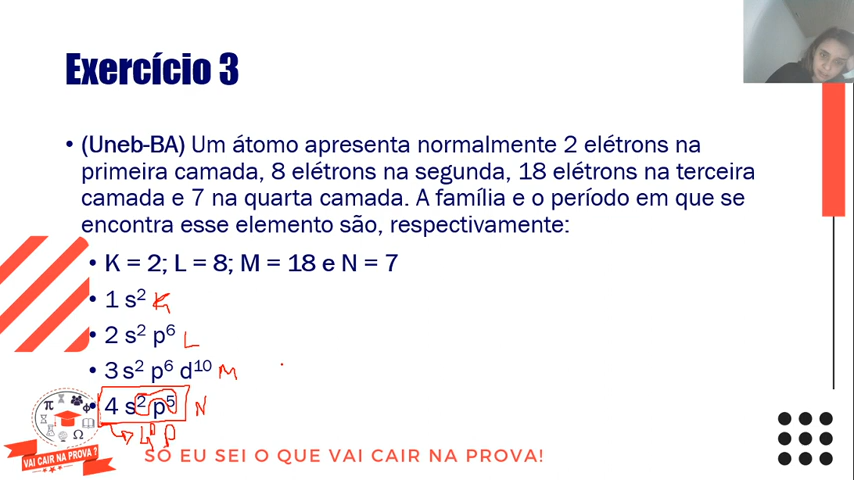 Exercício 3
• (Uneb-BA) Um átomo apresenta normalmente 2 elétrons na
primeira camada, 8 elétrons na segunda, 18 elétrons na terceira
camada e 7 na quarta camada. A família e o período em que se
encontra esse elemento são, respectivamente:
• K = 2; L = 8; M = 18 e N = 7
• 1 s² K
• 2 s² p⁶ L
• 3 s² p⁶ d¹⁰ M
• 4 s² p⁵ N
→ 4º P
π Φ Ω
VAI CAIR NA PROVA ?
SÓ EU SEI O QUE VAI CAIR NA PROVA!